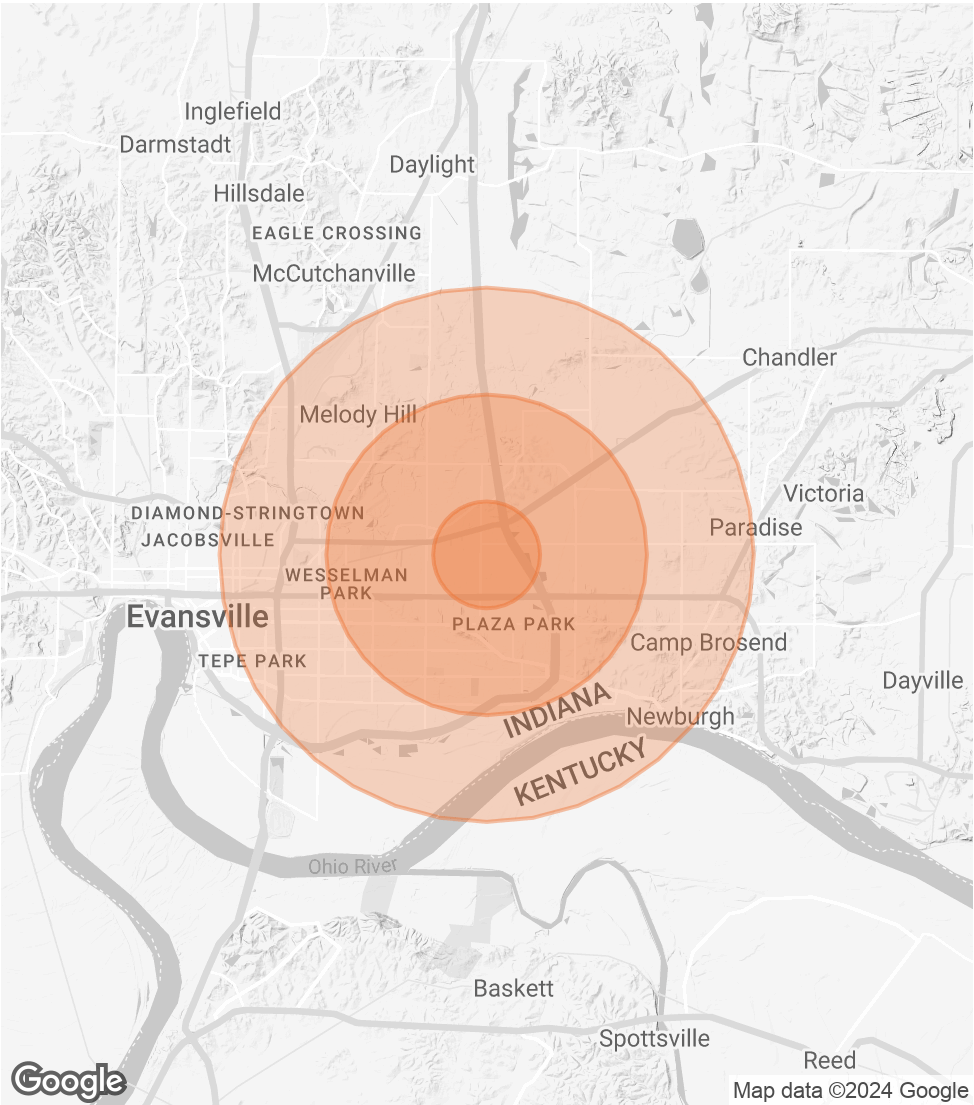 Inglefield
Darmstadt
Daylight
Hillsdale
EAGLE CROSSING
McCutchanville
Chandler
Melody Hill
Victoria
DIAMOND-STRINGTOWN
Paradise
JACOBSVILLE
WESSELMAN
PARK
Evansville
PLAZA PARK
Camp Brosend
TEPE PARK
Dayville
INDIANA
Newburgh
KENTUCKY
Ohio River
Baskett
Spottsville
Reed
Google
Map data ©2024 Google